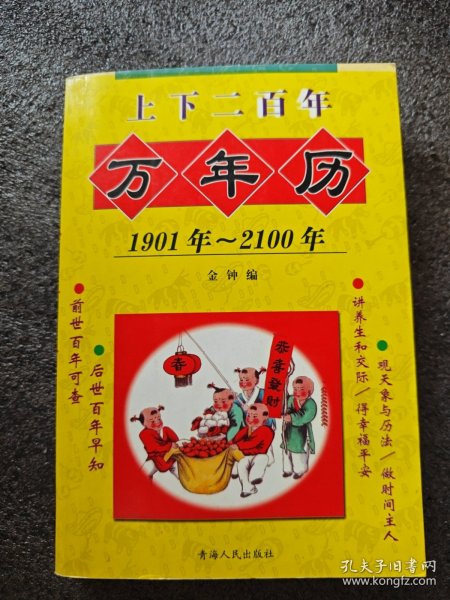 上下二百年
万年历
1901年～2100年
金钟编
前世百年可查
后世百年早知
讲养生和交际/得幸福平安
观天象与历法/做时间主人
春
恭喜發财
青海人民出版社
孔夫子旧书网
www.kongfz.com